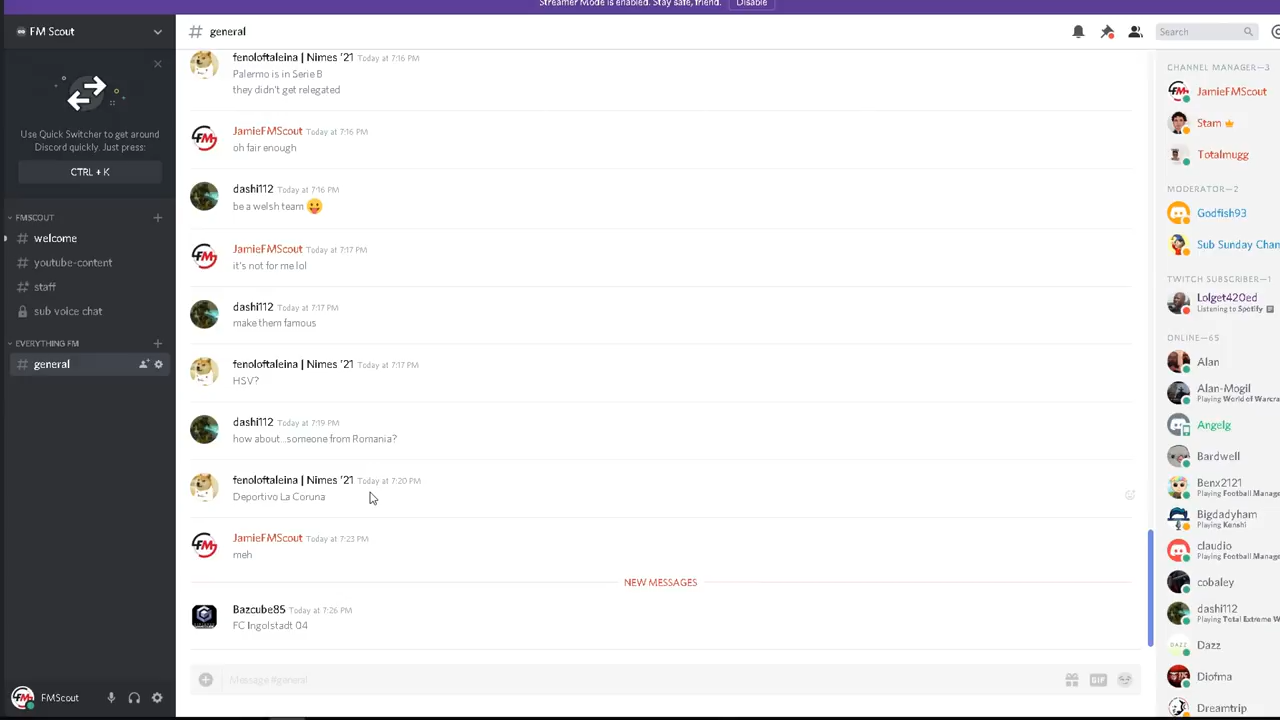 Streamer Mode is enabled. Stay safe, friend. Disable
FM Scout
Use Quick Switcher to get around
Discord quickly. Just press:
CTRL + K
FMSCOUT
# welcome
# youtube-content
# staff
sub voice chat
EVERYTHING FM
# general
FMScout
# general
Search
fenoloftaleina | Nimes '21 Today at 7:16 PM
Palermo is in Serie B
they didn't get relegated
JamieFMScout Today at 7:16 PM
oh fair enough
dashi112 Today at 7:16 PM
be a welsh team 😛
JamieFMScout Today at 7:17 PM
it's not for me lol
dashi112 Today at 7:17 PM
make them famous
fenoloftaleina | Nimes '21 Today at 7:17 PM
HSV?
dashi112 Today at 7:19 PM
how about...someone from Romania?
fenoloftaleina | Nimes '21 Today at 7:20 PM
Deportivo La Coruna
JamieFMScout Today at 7:23 PM
meh
NEW MESSAGES
Bazcube85 Today at 7:26 PM
FC Ingolstadt 04
Message #general
GIF
CHANNEL MANAGER—3
JamieFMScout
Stam
Totalmugg
MODERATOR—2
Godfish93
Sub Sunday Chan
TWITCH SUBSCRIBER—1
Lolget420ed
Listening to Spotify
ONLINE—65
Alan
Alan-Mogil
Playing World of Warcra
Angelg
Bardwell
Benx2121
Playing Football Manage
Bigdadyham
Playing Kenshi
claudio
Playing Football Manage
cobaley
dashi112
Playing Total Extreme W
Dazz
Diofma
Dreamtrip